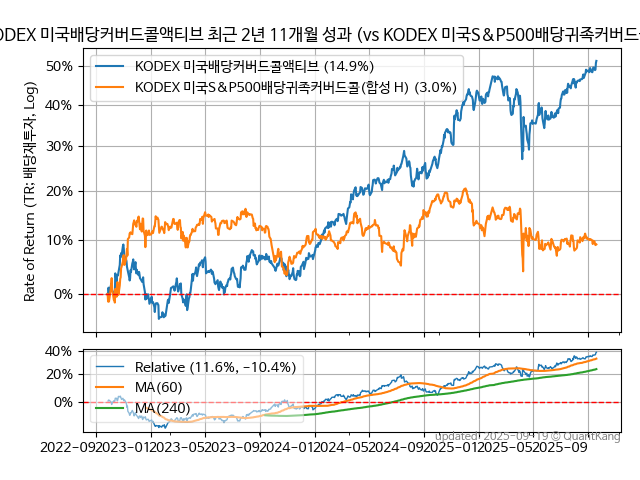 ODEX 미국배당커버드콜액티브 최근 2년 11개월 성과 (vs KODEX 미국S&P500배당귀족커버드
KODEX 미국배당커버드콜액티브 (14.9%)
KODEX 미국S&P500배당귀족커버드콜(합성 H) (3.0%)
Rate of Return (TR: 배당재투자, Log)
50%
40%
30%
20%
10%
0%
Relative (11.6%, -10.4%)
MA(60)
MA(240)
40%
20%
0%
updated: 2025-09-19 © QuantKang
2022-09 2023-01 2023-05 2023-09 2024-01 2024-05 2024-09 2025-01 2025-05 2025-09